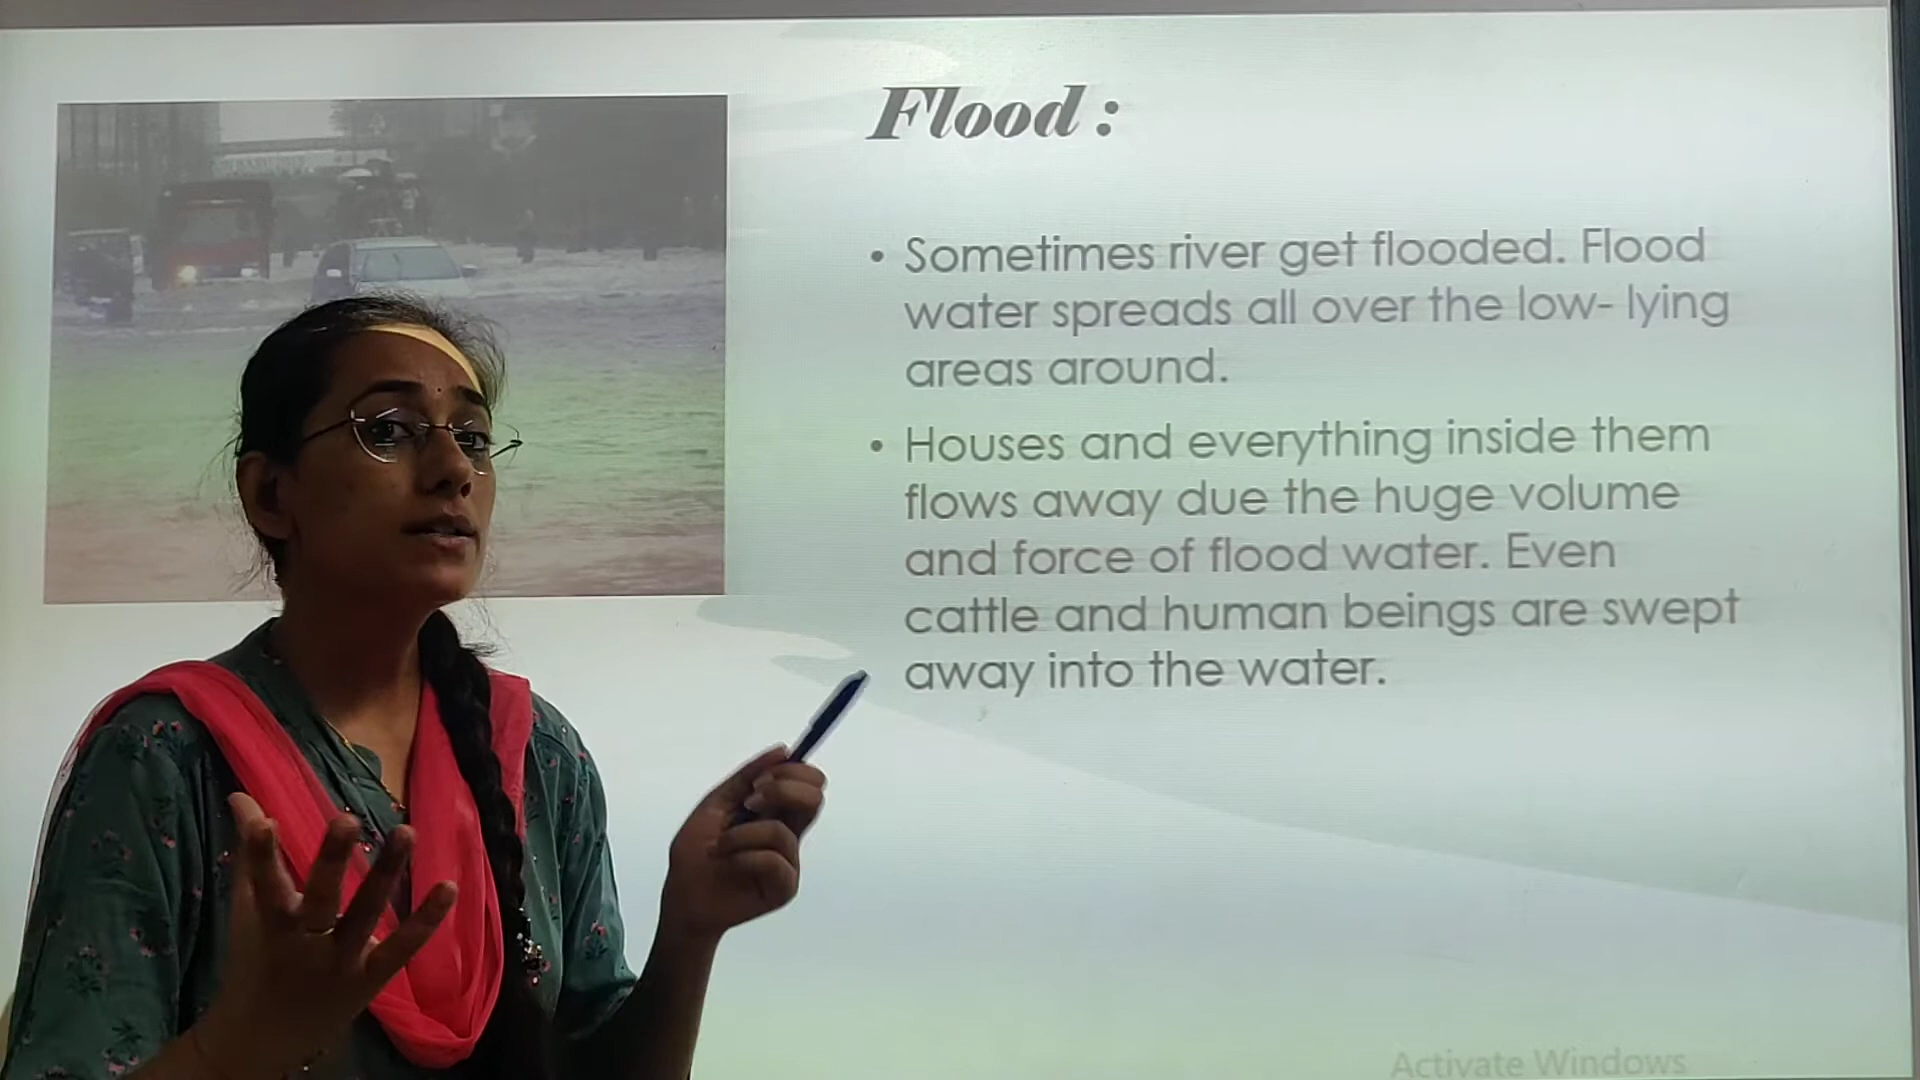 Flood :
• Sometimes river get flooded. Flood
water spreads all over the low- lying
areas around.
• Houses and everything inside them
flows away due the huge volume
and force of flood water. Even
cattle and human beings are swept
away into the water.
Activate Windows